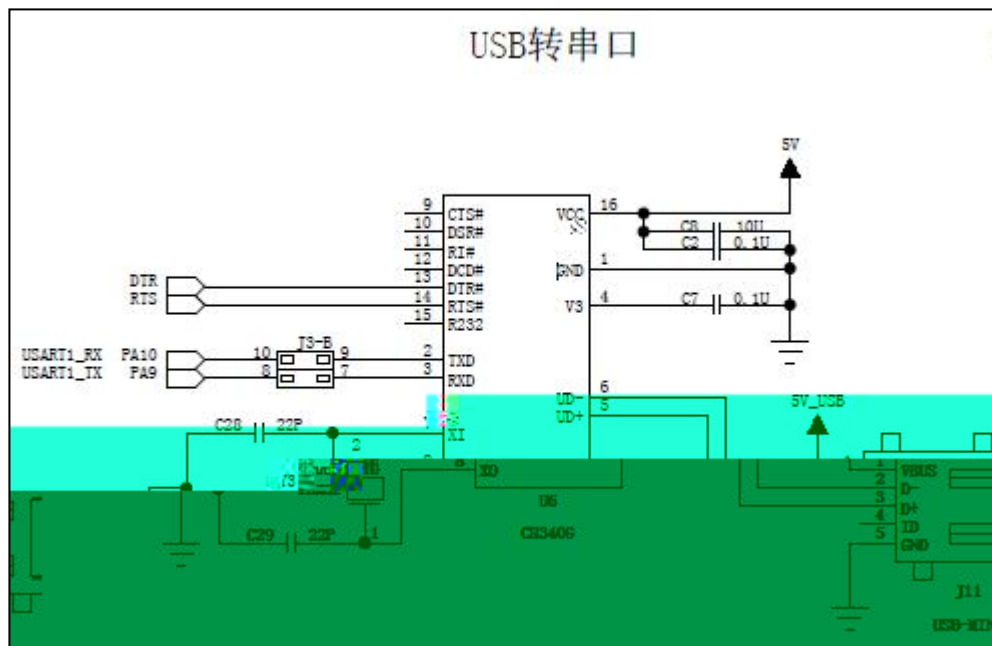 USB转串口
5V
9 CTS# VCC 16
10 DSR# C8 10U
11 RI# C2 0.1U
12 DCD# GND 1
DTR 13 DTR#
RTS 14 RTS# V3 4 C7 0.1U
15 R232
J3-B
USART1_RX PA10 10 9 2 TXD
USART1_TX PA9 8 7 3 RXD
UD- 6
UD+ 5
5V_USB
C28 22P XI
2
XO
1 VBUS
2 D-
3 D+
4 ID
5 GND
U6
CH340G
C29 22P 1
J11